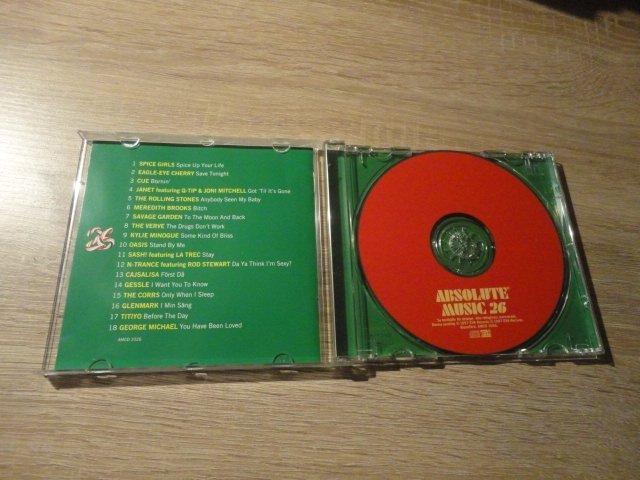 1 SPICE GIRLS Spice Up Your Life
2 EAGLE-EYE CHERRY Save Tonight
3 CUE Burnin'
4 JANET featuring Q-TIP & JONI MITCHELL Got 'Til It's Gone
5 THE ROLLING STONES Anybody Seen My Baby
6 MEREDITH BROOKS Bitch
7 SAVAGE GARDEN To The Moon And Back
8 THE VERVE The Drugs Don't Work
9 KYLIE MINOGUE Some Kind Of Bliss
10 OASIS Stand By Me
11 SASH! featuring LA TREC Stay
12 N-TRANCE featuring ROD STEWART Da Ya Think I'm Sexy?
13 CAJSALISA Först Då
14 GESSLE I Want You To Know
15 THE CORRS Only When I Sleep
16 GLENMARK I Min Säng
17 TITIYO Before The Day
18 GEORGE MICHAEL You Have Been Loved
AMCD 2026
ABSOLUTE
MUSIC 26